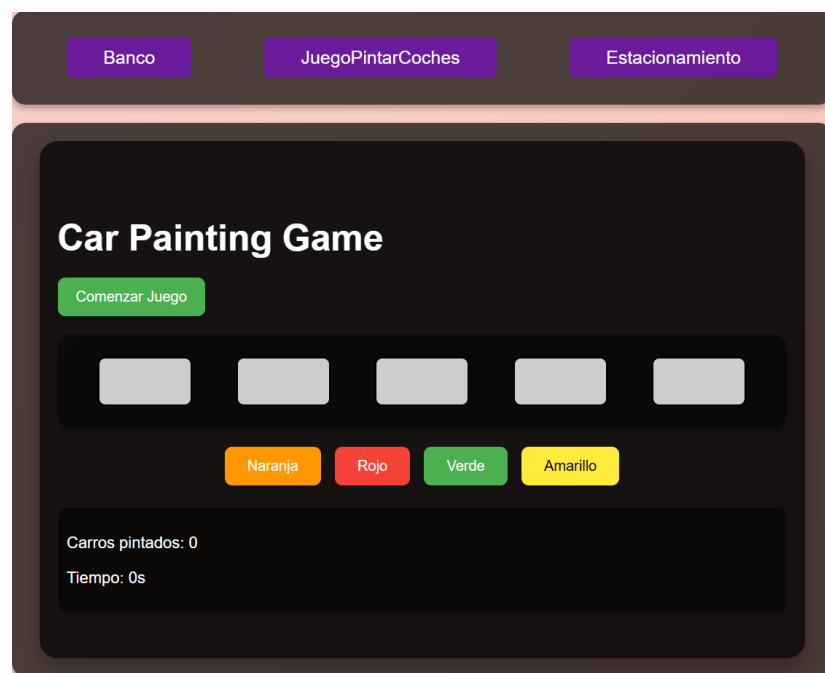 Banco JuegoPintarCoches Estacionamiento
Car Painting Game
Comenzar Juego
Naranja Rojo Verde Amarillo
Carros pintados: 0
Tiempo: 0s